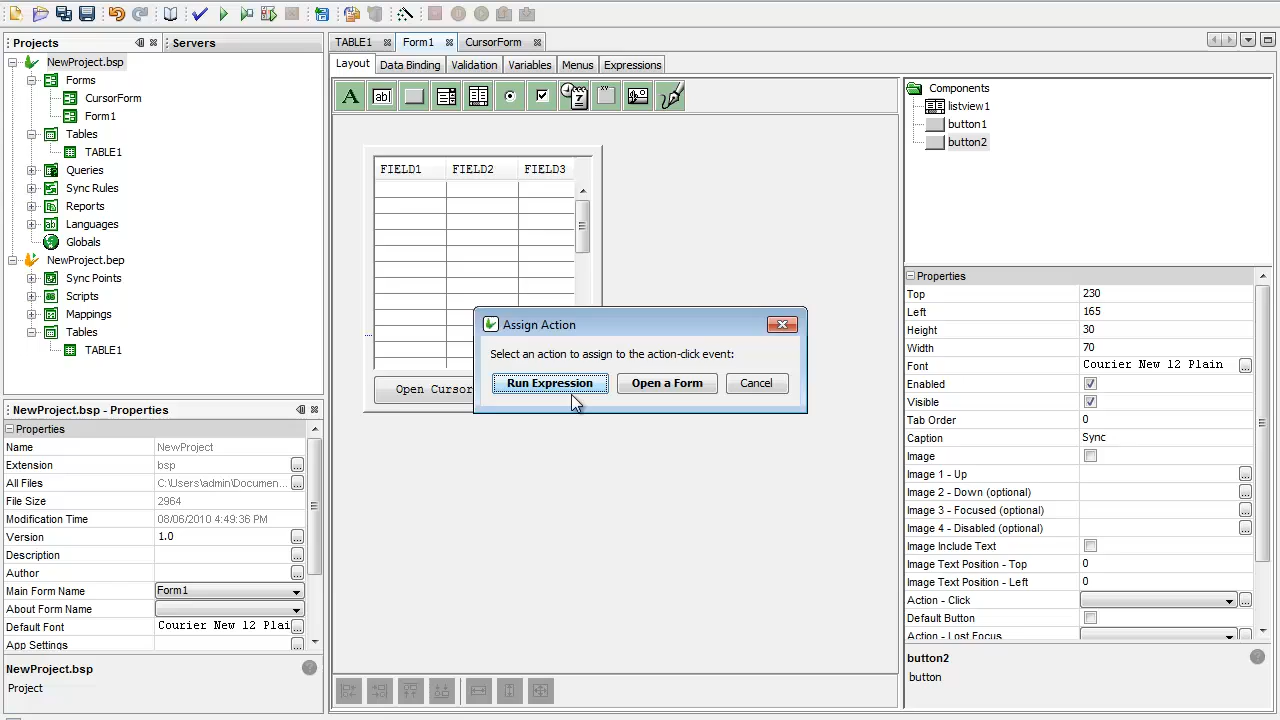 Projects
Servers
NewProject.bsp
Forms
CursorForm
Form1
Tables
TABLE1
Queries
Sync Rules
Reports
Languages
Globals
NewProject.bep
Sync Points
Scripts
Mappings
Tables
TABLE1
NewProject.bsp - Properties
Properties
Name NewProject
Extension bsp
All Files C:\Users\admin\Documen...
File Size 2964
Modification Time 08/06/2010 4:49:36 PM
Version 1.0
Description
Author
Main Form Name Form1
About Form Name
Default Font Courier New 12 Plai
App Settings
NewProject.bsp
Project
TABLE1 Form1 CursorForm
Layout Data Binding Validation Variables Menus Expressions
FIELD1 FIELD2 FIELD3
Open Cursor
Assign Action
Select an action to assign to the action-click event:
Run Expression Open a Form Cancel
Components
listview1
button1
button2
Properties
Top 230
Left 165
Height 30
Width 70
Font Courier New 12 Plain
Enabled
Visible
Tab Order 0
Caption Sync
Image
Image 1 - Up
Image 2 - Down (optional)
Image 3 - Focused (optional)
Image 4 - Disabled (optional)
Image Include Text
Image Text Position - Top 0
Image Text Position - Left 0
Action - Click
Default Button
Action - Lost Focus
button2
button